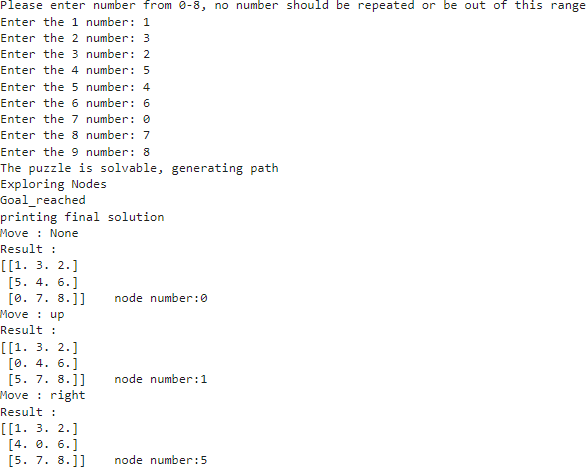 Please enter number from 0-8, no number should be repeated or be out of this range
Enter the 1 number: 1
Enter the 2 number: 3
Enter the 3 number: 2
Enter the 4 number: 5
Enter the 5 number: 4
Enter the 6 number: 6
Enter the 7 number: 0
Enter the 8 number: 7
Enter the 9 number: 8
The puzzle is solvable, generating path
Exploring Nodes
Goal_reached
printing final solution
Move : None
Result :
[[1. 3. 2.]
 [5. 4. 6.]
 [0. 7. 8.]]    node number:0
Move : up
Result :
[[1. 3. 2.]
 [0. 4. 6.]
 [5. 7. 8.]]    node number:1
Move : right
Result :
[[1. 3. 2.]
 [4. 0. 6.]
 [5. 7. 8.]]    node number:5